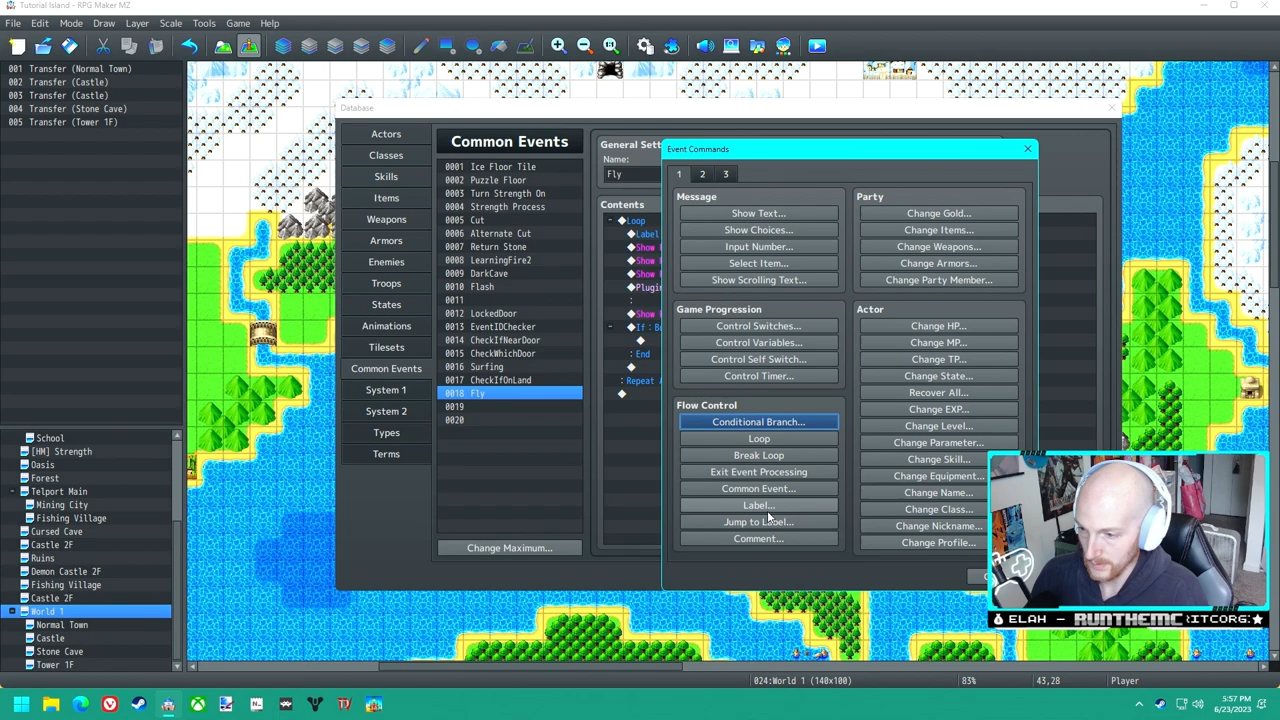 Tutorial Island - RPG Maker MZ
File Edit Mode Draw Layer Scale Tools Game Help
001 Transfer (Normal Town)
002 Transfer (Castle)
003 Transfer (Castle)
004 Transfer (Stone Cave)
005 Transfer (Tower 1F)
School
[HM] Strength
Oasis
Forest
Telport Main
Mining City
Fishing Village
Cursed Cave
Castle 2F
Ruins
Demon Castle 2F
Fishing Village
Castle 2F
World 1
Normal Town
Castle
Stone Cave
Tower 1F
Database
Actors
Classes
Skills
Items
Weapons
Armors
Enemies
Troops
States
Animations
Tilesets
Common Events
System 1
System 2
Types
Terms
Common Events
0001 Ice Floor Tile
0002 Puzzle Floor
0003 Turn Strength On
0004 Strength Process
0005 Cut
0006 Alternate Cut
0007 Return Stone
0008 LearningFire2
0009 DarkCave
0010 Flash
0011
0012 LockedDoor
0013 EventIDChecker
0014 CheckIfNearDoor
0015 CheckWhichDoor
0016 Surfing
0017 CheckIfOnLand
0018 Fly
0019
0020
Change Maximum...
General Sett
Name:
Fly
Contents
Loop
Label
Show
Show
Show
Plugin
:
Show
If : Bu
: End
: Repeat A
Event Commands
1 2 3
Message
Show Text...
Show Choices...
Input Number...
Select Item...
Show Scrolling Text...
Game Progression
Control Switches...
Control Variables...
Control Self Switch...
Control Timer...
Flow Control
Conditional Branch...
Loop
Break Loop
Exit Event Processing
Common Event...
Label...
Jump to Label...
Comment...
Party
Change Gold...
Change Items...
Change Weapons...
Change Armors...
Change Party Member...
Actor
Change HP...
Change MP...
Change TP...
Change State...
Recover All...
Change EXP...
Change Level...
Change Parameter...
Change Skill...
Change Equipment...
Change Name...
Change Class...
Change Nickname...
Change Profile...
ELAH - RUNTHEMC
024:World 1 (140x100) 83% 43,28 Player
5:57 PM
6/23/2023